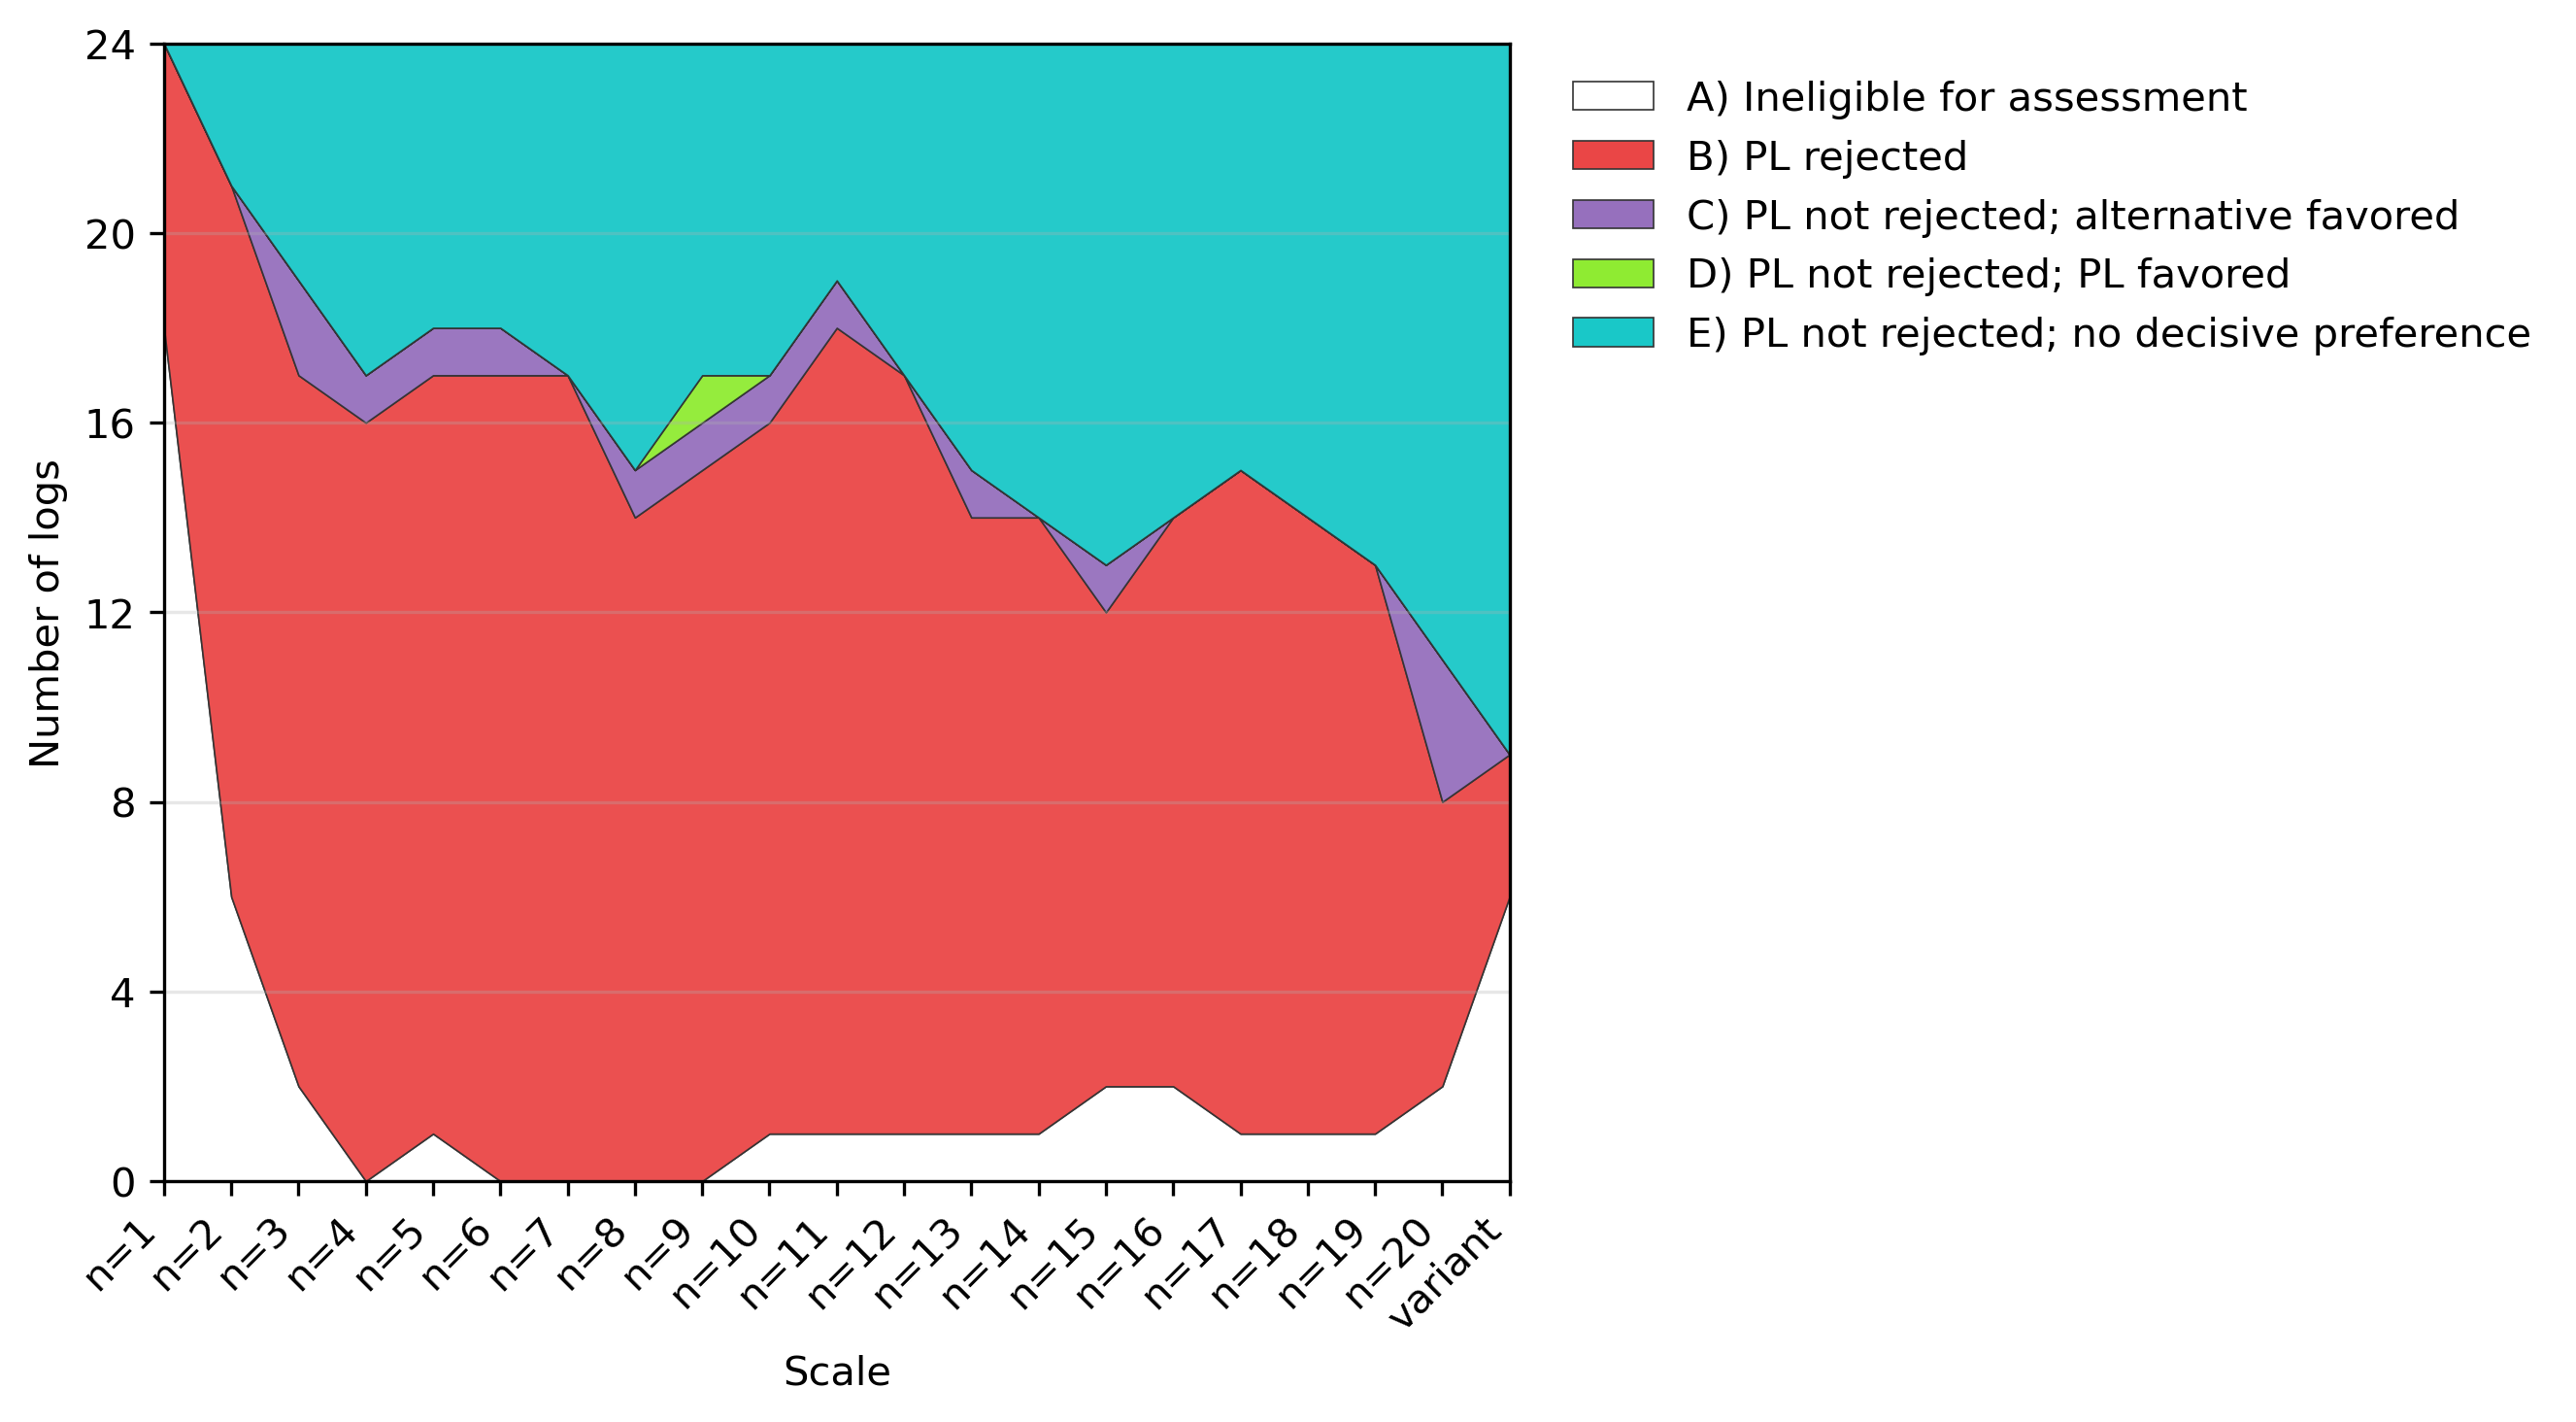 24
20
16
12
8
4
0
Number of logs
n=1
n=2
n=3
n=4
n=5
n=6
n=7
n=8
n=9
n=10
n=11
n=12
n=13
n=14
n=15
n=16
n=17
n=18
n=19
n=20
variant
Scale
A) Ineligible for assessment
B) PL rejected
C) PL not rejected; alternative favored
D) PL not rejected; PL favored
E) PL not rejected; no decisive preference